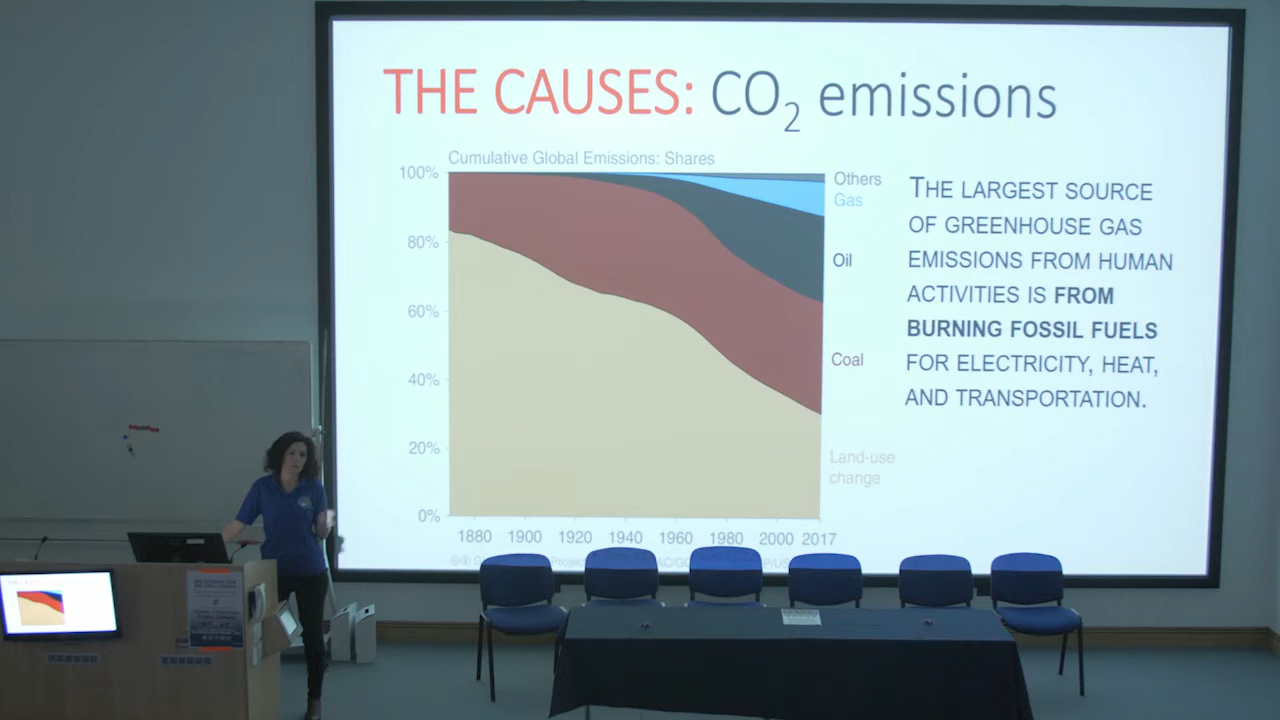 THE CAUSES: CO₂ emissions
Cumulative Global Emissions: Shares
100%
80%
60%
40%
20%
0%
1880 1900 1920 1940 1960 1980 2000 2017
Others
Gas
Oil
Coal
Land-use
change
THE LARGEST SOURCE
OF GREENHOUSE GAS
EMISSIONS FROM HUMAN
ACTIVITIES IS FROM
BURNING FOSSIL FUELS
FOR ELECTRICITY, HEAT,
AND TRANSPORTATION.